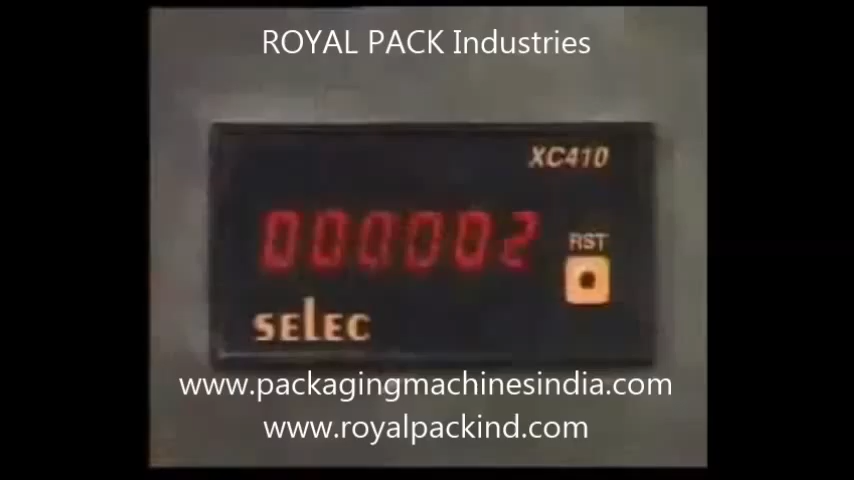 ROYAL PACK Industries
XC410
000002
RST
SELEC
www.packagingmachinesindia.com
www.royalpackind.com